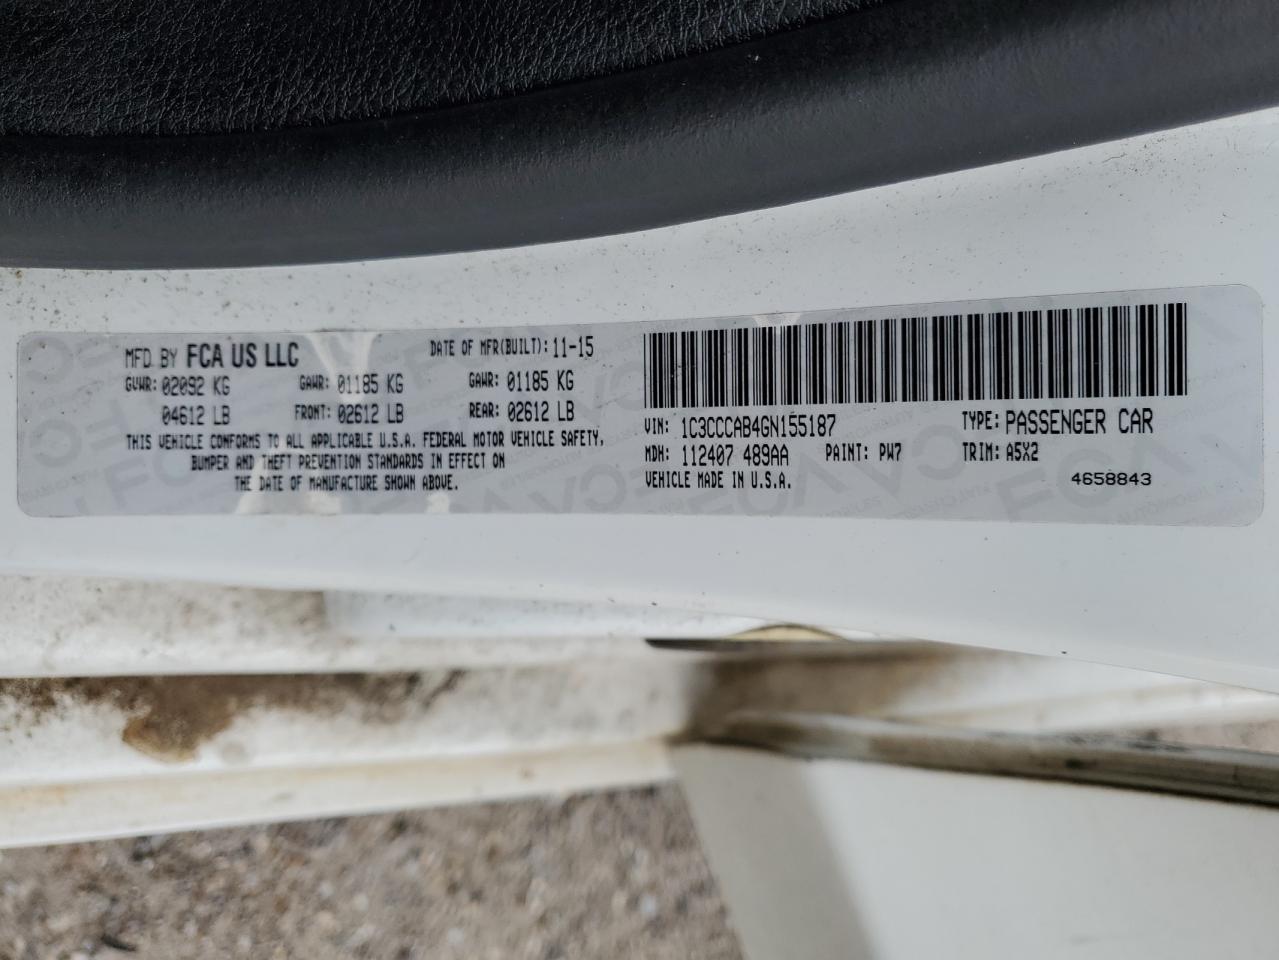 MFD BY FCA US LLC
DATE OF MFR(BUILT): 11-15
GVWR: 02092 KG
GAWR: 01185 KG
GAWR: 01185 KG
04612 LB
FRONT: 02612 LB
REAR: 02612 LB
THIS VEHICLE CONFORMS TO ALL APPLICABLE U.S.A. FEDERAL MOTOR VEHICLE SAFETY,
BUMPER AND THEFT PREVENTION STANDARDS IN EFFECT ON
THE DATE OF MANUFACTURE SHOWN ABOVE.
VIN: 1C3CCCAB4GN155187
TYPE: PASSENGER CAR
MDH: 112407 489AA
PAINT: PW7
TRIM: A5X2
VEHICLE MADE IN U.S.A.
4658843